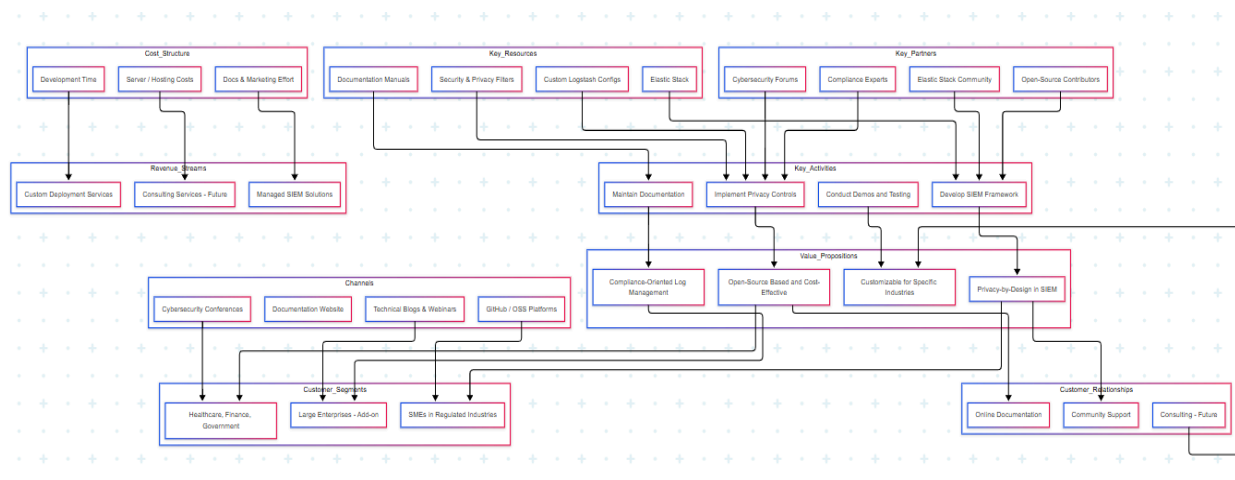 Cost_Structure
Development Time
Server / Hosting Costs
Docs & Marketing Effort
Key_Resources
Documentation Manuals
Security & Privacy Filters
Custom Logstash Configs
Elastic Stack
Key_Partners
Cybersecurity Forums
Compliance Experts
Elastic Stack Community
Open-Source Contributors
Revenue_Streams
Custom Deployment Services
Consulting Services - Future
Managed SIEM Solutions
Key_Activities
Maintain Documentation
Implement Privacy Controls
Conduct Demos and Testing
Develop SIEM Framework
Value_Propositions
Compliance-Oriented Log
Management
Open-Source Based and Cost-
Effective
Customizable for Specific
Industries
Privacy-by-Design in SIEM
Channels
Cybersecurity Conferences
Documentation Website
Technical Blogs & Webinars
GitHub / OSS Platforms
Customer_Segments
Healthcare, Finance,
Government
Large Enterprises - Add-on
SMEs in Regulated Industries
Customer_Relationships
Online Documentation
Community Support
Consulting - Future